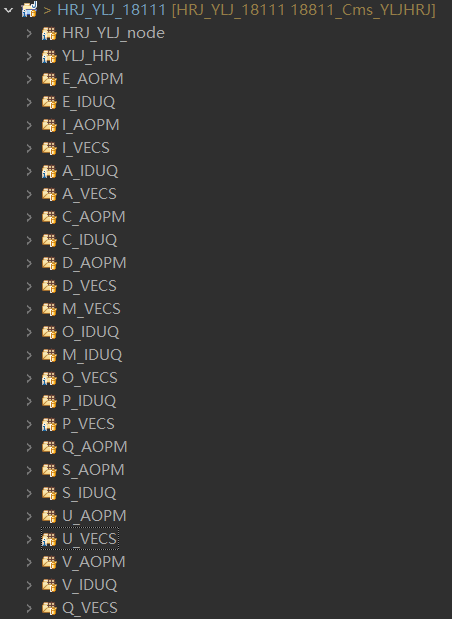 > HRJ_YLJ_18111 [HRJ_YLJ_18111 18811_Cms_YLJHRJ]
HRJ_YLJ_node
YLJ_HRJ
E_AOPM
E_IDUQ
I_AOPM
I_VECS
A_IDUQ
A_VECS
C_AOPM
C_IDUQ
D_AOPM
D_VECS
M_VECS
O_IDUQ
M_IDUQ
O_VECS
P_IDUQ
P_VECS
Q_AOPM
S_AOPM
S_IDUQ
U_AOPM
U_VECS
V_AOPM
V_IDUQ
Q_VECS